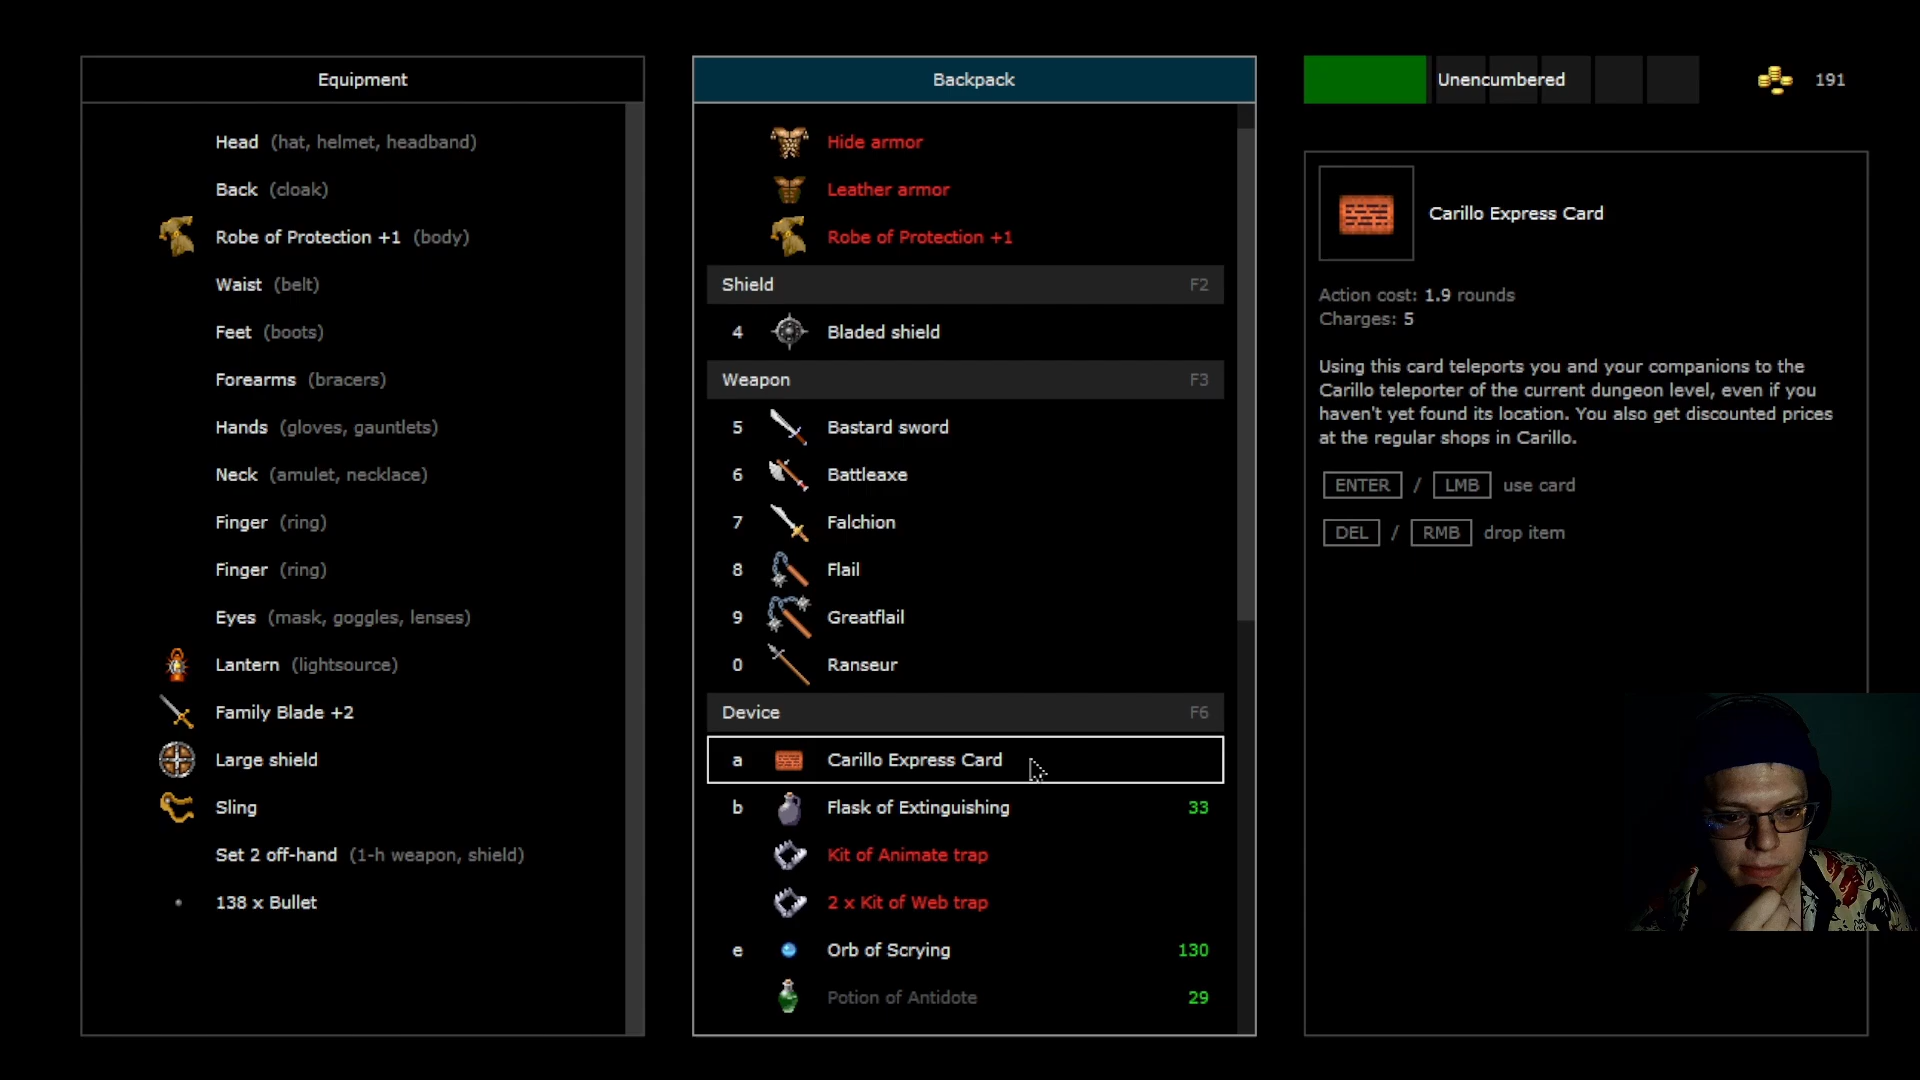 Equipment
Head (hat, helmet, headband)
Back (cloak)
Robe of Protection +1 (body)
Waist (belt)
Feet (boots)
Forearms (bracers)
Hands (gloves, gauntlets)
Neck (amulet, necklace)
Finger (ring)
Finger (ring)
Eyes (mask, goggles, lenses)
Lantern (lightsource)
Family Blade +2
Large shield
Sling
Set 2 off-hand (1-h weapon, shield)
138 x Bullet
Backpack
Hide armor
Leather armor
Robe of Protection +1
Shield F2
4 Bladed shield
Weapon F3
5 Bastard sword
6 Battleaxe
7 Falchion
8 Flail
9 Greatflail
0 Ranseur
Device F6
a Carillo Express Card
b Flask of Extinguishing 33
Kit of Animate trap
2 x Kit of Web trap
e Orb of Scrying 130
Potion of Antidote 29
Unencumbered 191
Carillo Express Card
Action cost: 1.9 rounds
Charges: 5
Using this card teleports you and your companions to the
Carillo teleporter of the current dungeon level, even if you
haven't yet found its location. You also get discounted prices
at the regular shops in Carillo.
ENTER / LMB use card
DEL / RMB drop item